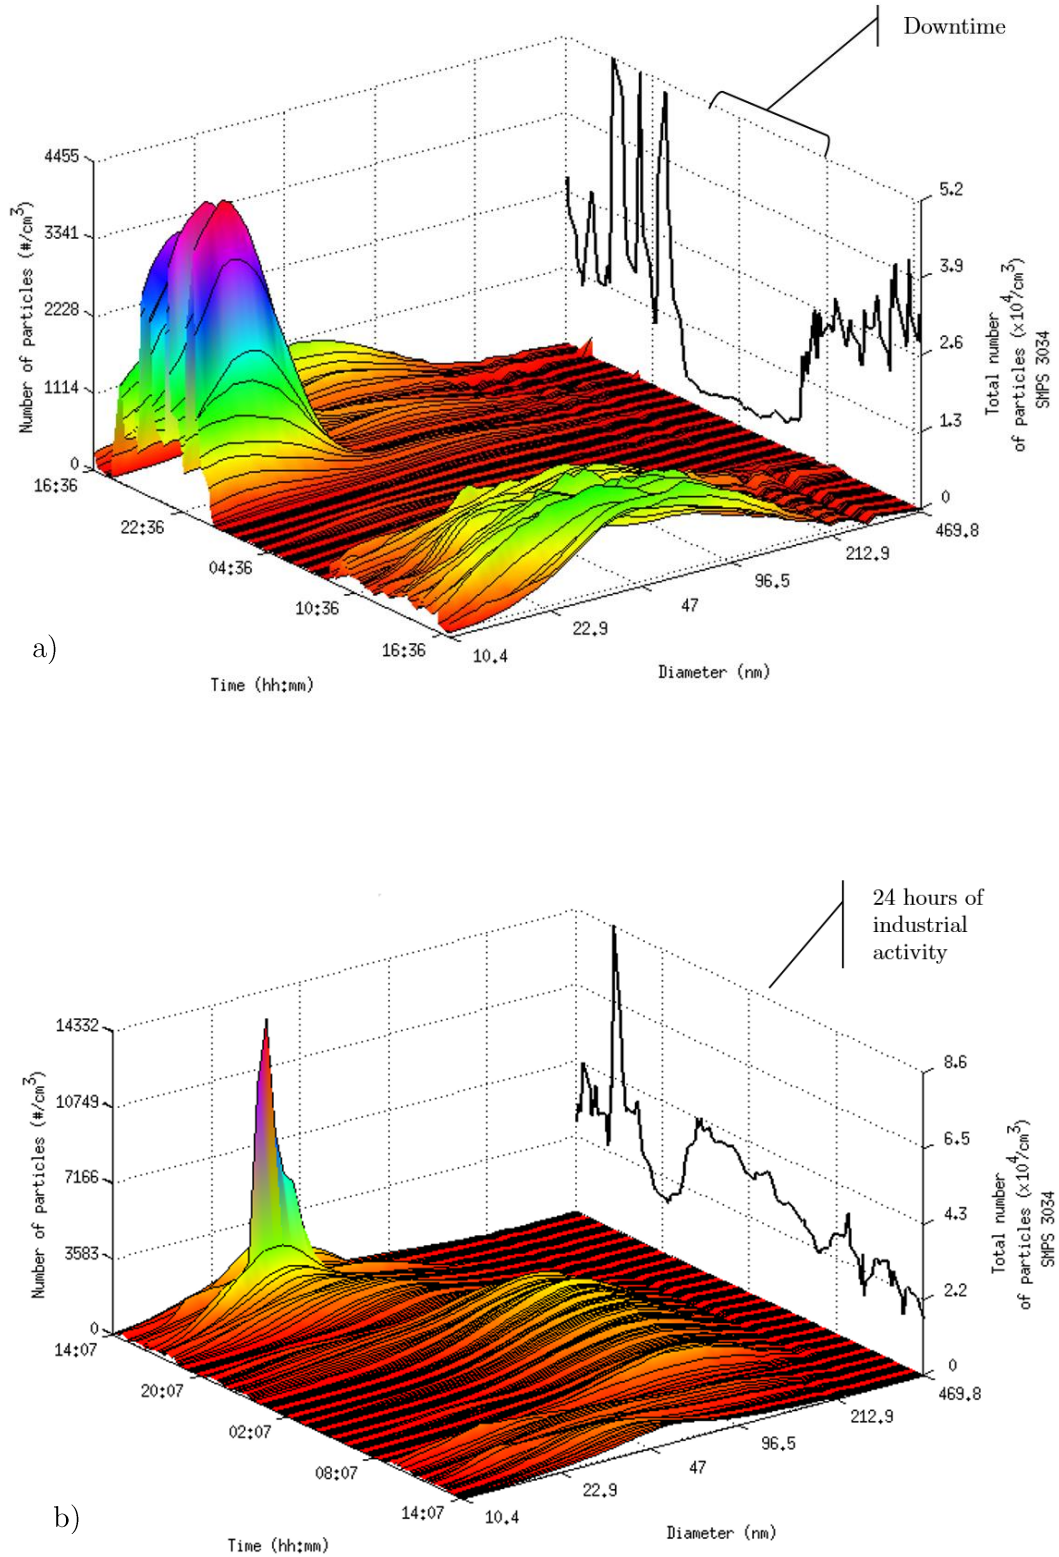 Downtime
4455
3341
2228
1114
0
Number of particles (#/cm3)
5.2
3.9
2.6
1.3
0
Total number
of particles (x10^4/cm3)
SMPS 3034
16:36
22:36
04:36
10:36
16:36
Time (hh:mm)
10.4
22.9
47
96.5
212.9
469.8
Diameter (nm)
a)
24 hours of
industrial
activity
14332
10749
7166
3583
0
Number of particles (#/cm3)
8.6
6.5
4.3
2.2
0
Total number
of particles (x10^4/cm3)
SMPS 3034
14:07
20:07
02:07
08:07
14:07
Time (hh:mm)
10.4
22.9
47
96.5
212.9
469.8
Diameter (nm)
b)